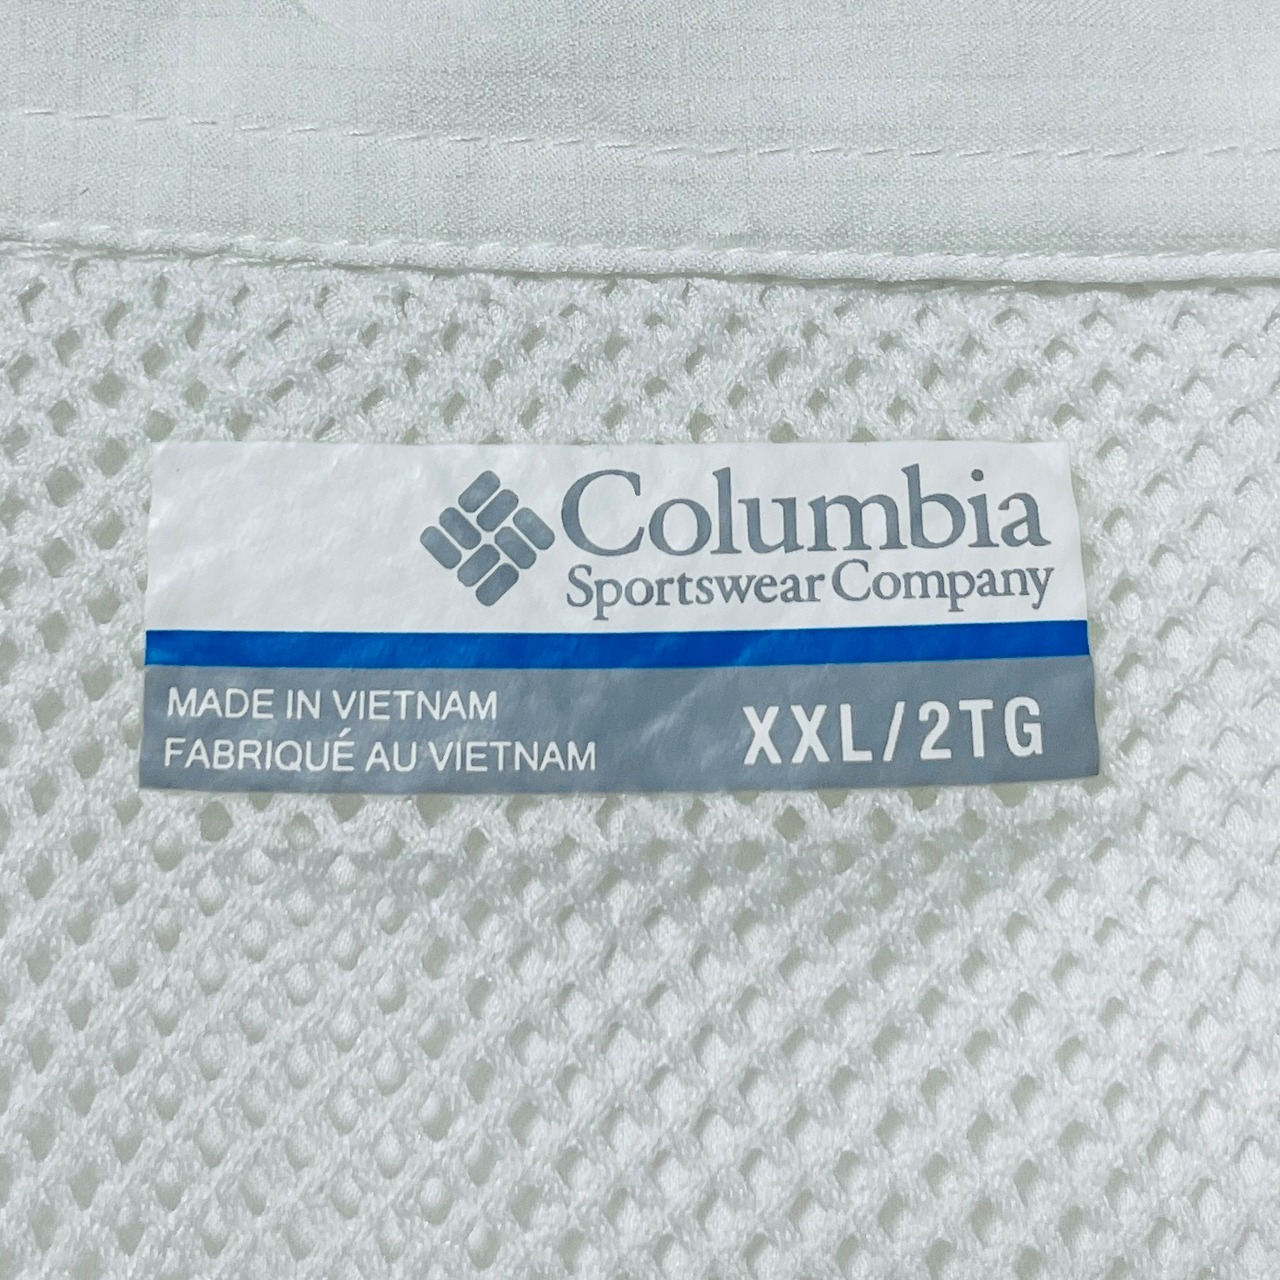 Columbia
Sportswear Company
MADE IN VIETNAM
FABRIQUÉ AU VIETNAM
XXL/2TG